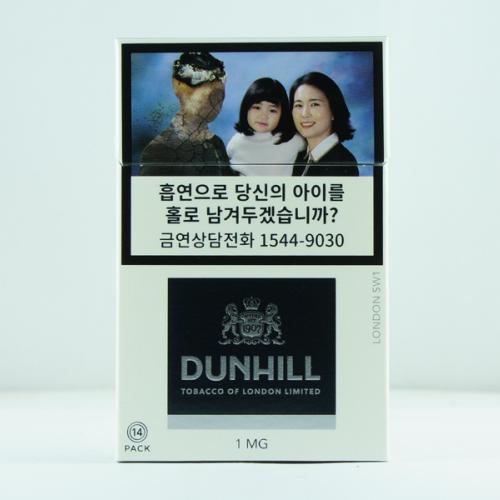 흡연으로 당신의 아이를
홀로 남겨두겠습니까?
금연상담전화 1544-9030
LONDON SW1
1907
DUNHILL
TOBACCO OF LONDON LIMITED
14
PACK
1 MG